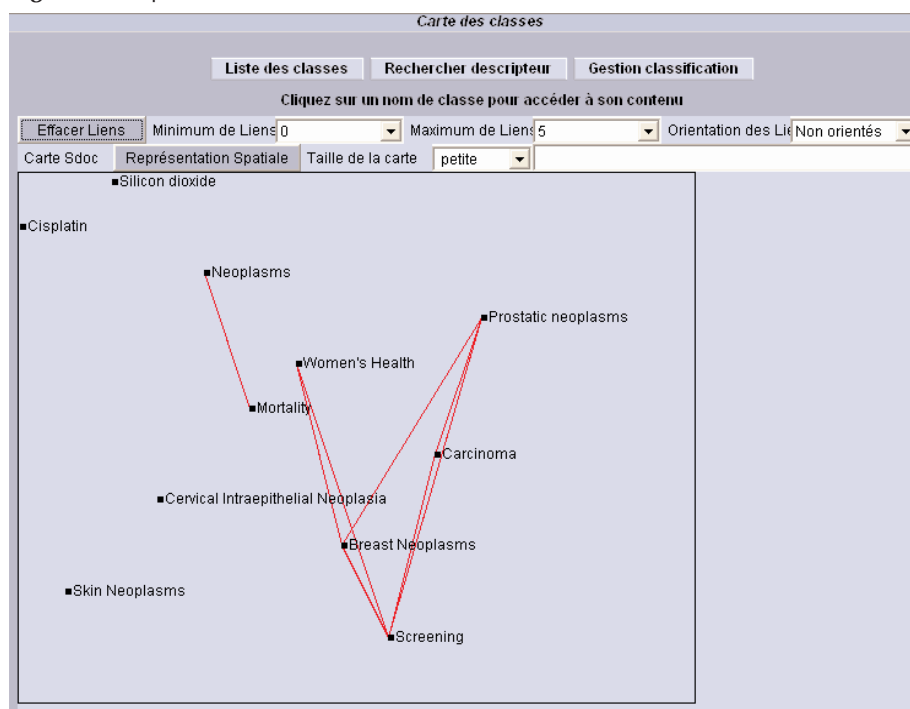 Carte des classes
Liste des classes Rechercher descripteur Gestion classification
Cliquez sur un nom de classe pour accéder à son contenu
Effacer Liens Minimum de Liens 0 Maximum de Liens 5 Orientation des Lie Non orientés
Carte Sdoc Représentation Spatiale Taille de la carte petite
Silicon dioxide
Cisplatin
Neoplasms
Prostatic neoplasms
Women's Health
Mortality
Carcinoma
Cervical Intraepithelial Neoplasia
Breast Neoplasms
Skin Neoplasms
Screening